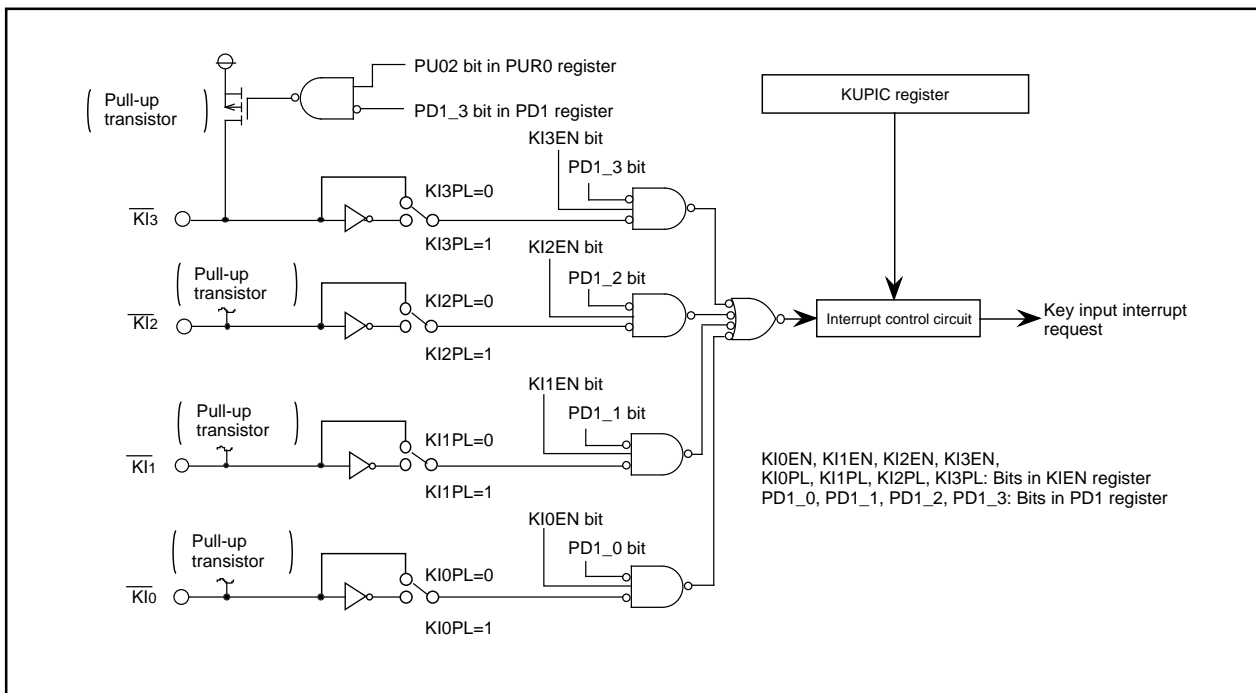 PU02 bit in PUR0 register
Pull-up
transistor
PD1_3 bit in PD1 register
KUPIC register
KI3EN bit
PD1_3 bit
KI3PL=0
KI3
KI3PL=1
KI2EN bit
Pull-up
transistor
PD1_2 bit
KI2PL=0
KI2
KI2PL=1
Interrupt control circuit
Key input interrupt
request
KI1EN bit
Pull-up
transistor
PD1_1 bit
KI1PL=0
KI1
KI1PL=1
KI0EN, KI1EN, KI2EN, KI3EN,
KI0PL, KI1PL, KI2PL, KI3PL: Bits in KIEN register
PD1_0, PD1_1, PD1_2, PD1_3: Bits in PD1 register
KI0EN bit
Pull-up
transistor
PD1_0 bit
KI0PL=0
KI0
KI0PL=1